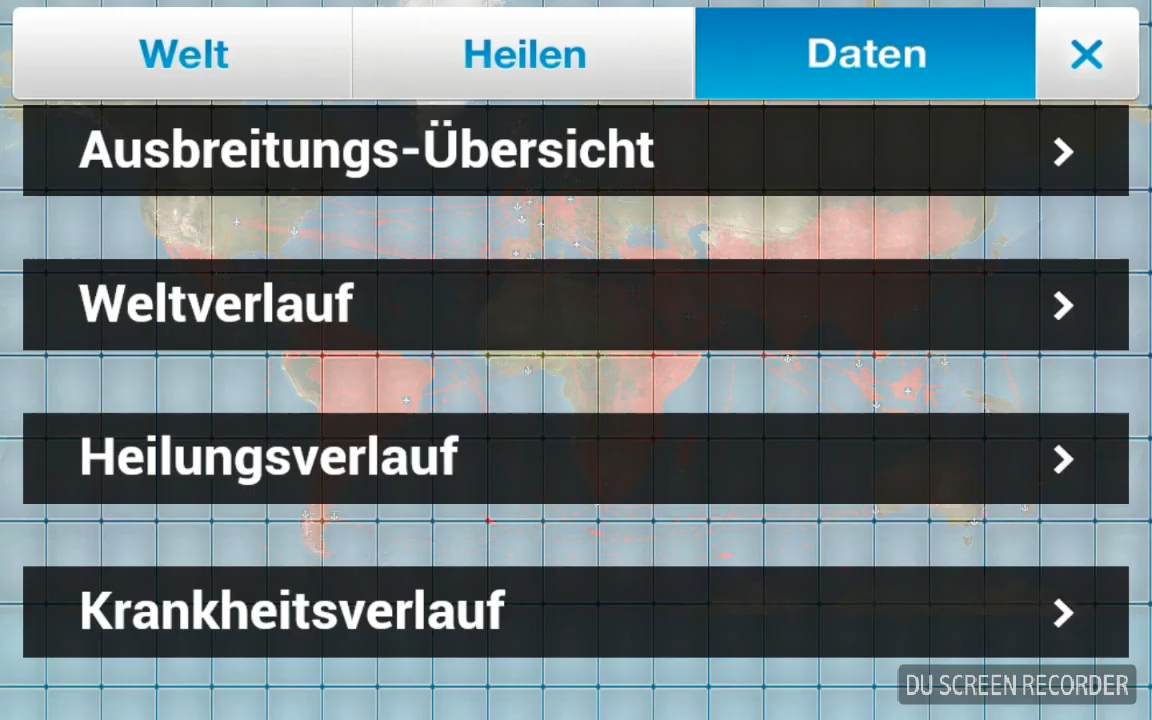 Welt Heilen Daten
Ausbreitungs-Übersicht
Weltverlauf
Heilungsverlauf
Krankheitsverlauf
DU SCREEN RECORDER